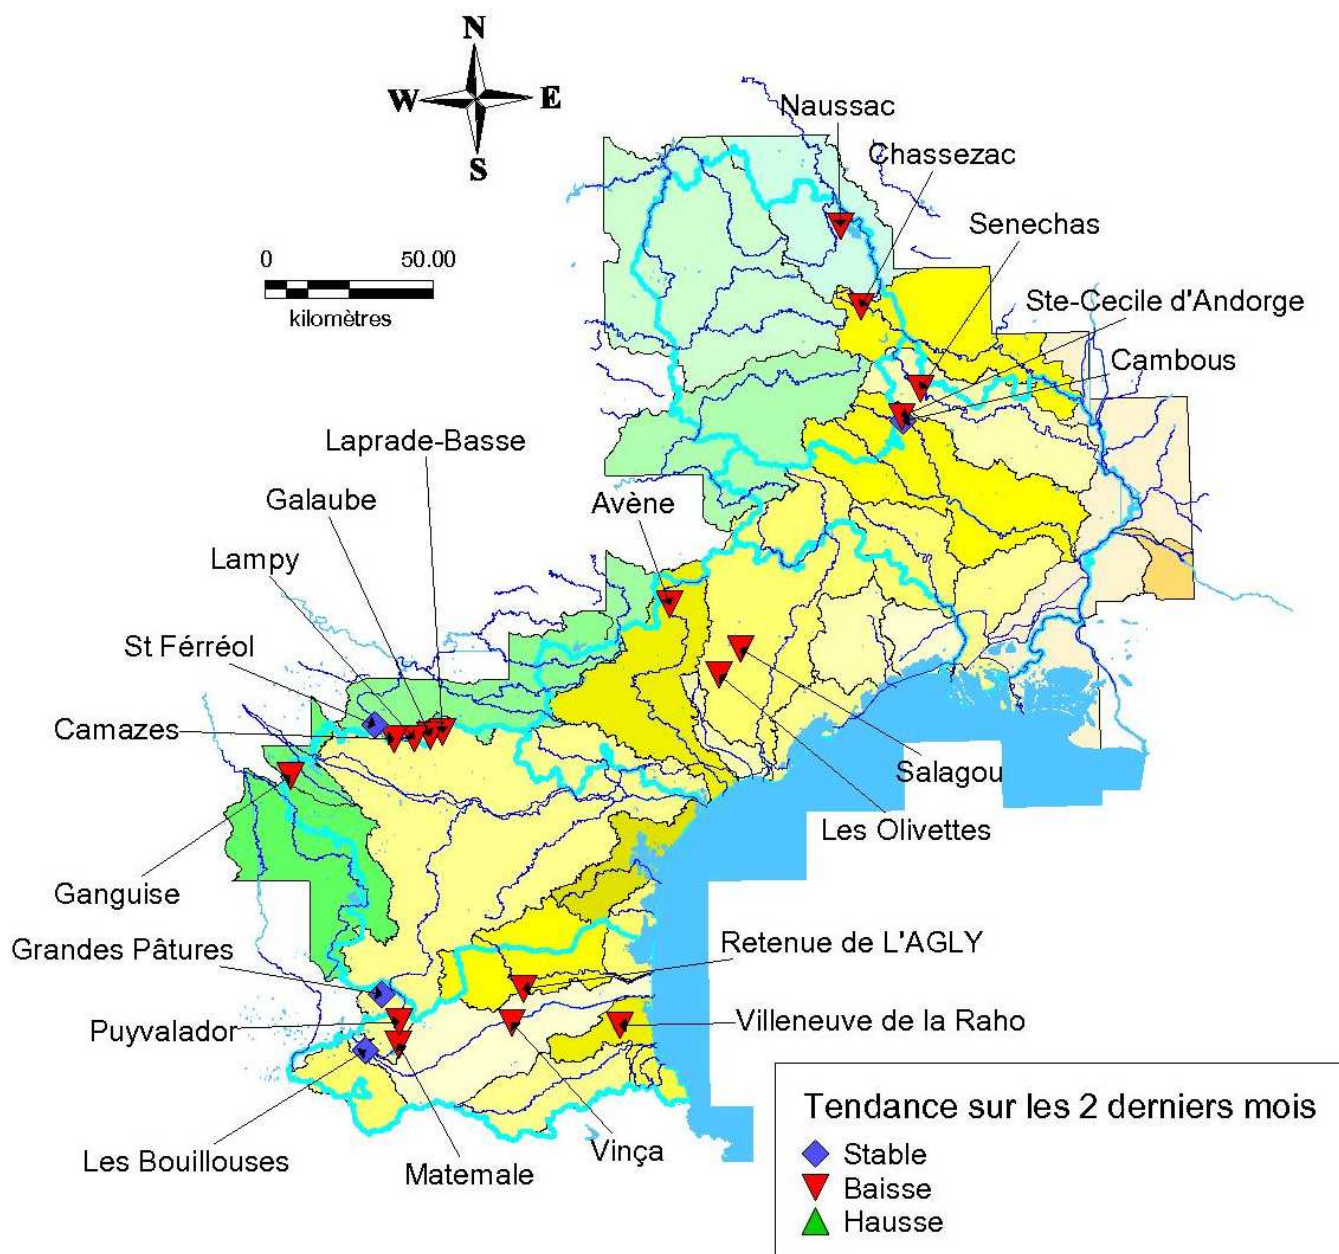 N
W E
S
0 50.00
kilomètres
Naussac
Chassezac
Senechas
Ste-Cecile d'Andorge
Cambous
Laprade-Basse
Galaube
Avène
Lampy
St Férréol
Camazes
Salagou
Les Olivettes
Ganguise
Grandes Pâtures
Retenue de L'AGLY
Puyvalador
Villeneuve de la Raho
Vinça
Les Bouillouses
Matemale
Tendance sur les 2 derniers mois
Stable
Baisse
Hausse